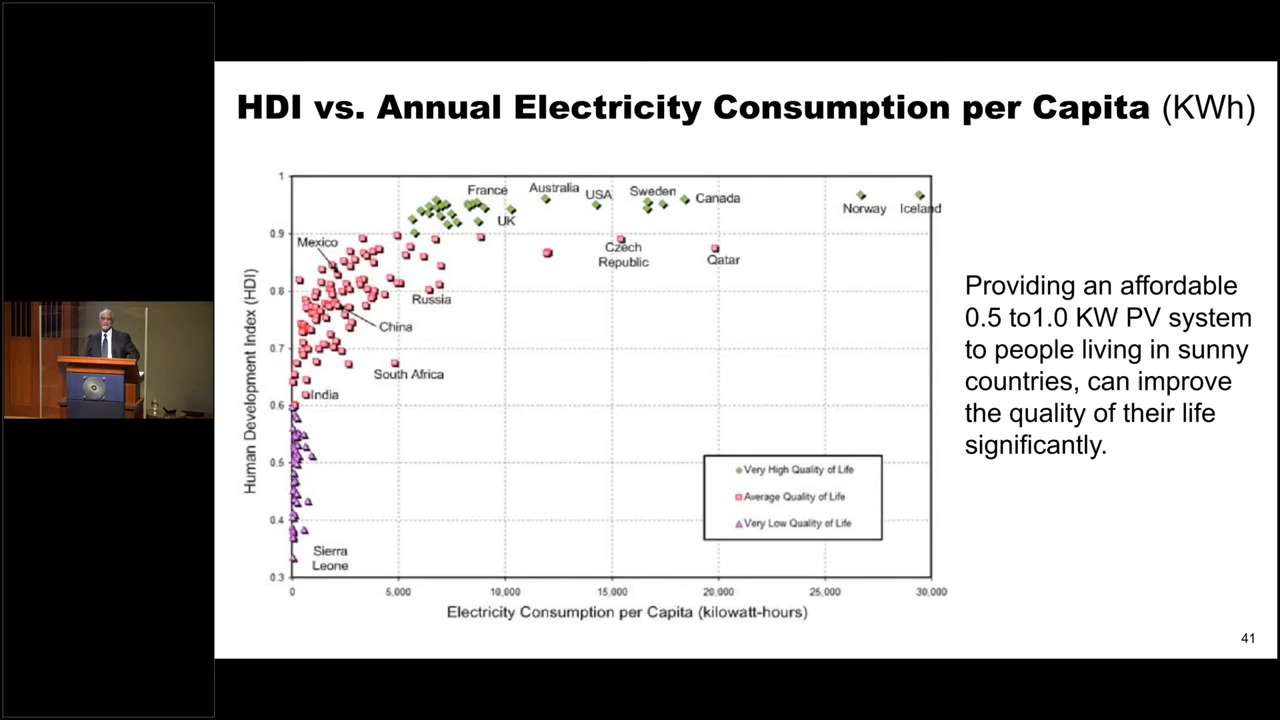 HDI vs. Annual Electricity Consumption per Capita (KWh)
1
0.9
0.8
0.7
0.6
0.5
0.4
0.3
Human Development Index (HDI)
0
5,000
10,000
15,000
20,000
25,000
30,000
Electricity Consumption per Capita (kilowatt-hours)
France
Australia
USA
Sweden
Canada
UK
Norway
Iceland
Mexico
Czech
Republic
Qatar
Russia
China
South Africa
India
Sierra
Leone
Very High Quality of Life
Average Quality of Life
Very Low Quality of Life
Providing an affordable
0.5 to1.0 KW PV system
to people living in sunny
countries, can improve
the quality of their life
significantly.
41